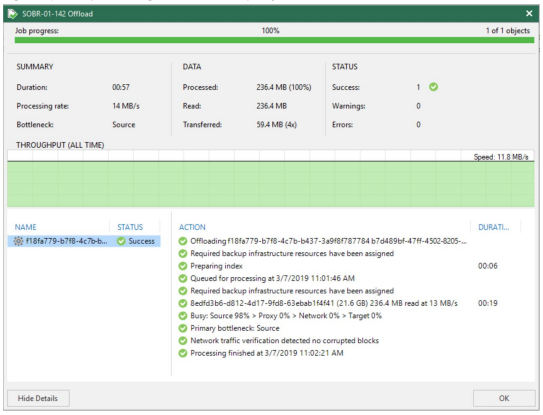 SOBR-01-142 Offload
Job progress: 100% 1 of 1 objects
SUMMARY DATA STATUS
Duration: 00:57 Processed: 236.4 MB (100%) Success: 1
Processing rate: 14 MB/s Read: 236.4 MB Warnings: 0
Bottleneck: Source Transferred: 59.4 MB (4x) Errors: 0
THROUGHPUT (ALL TIME)
Speed: 11.8 MB/s
NAME STATUS ACTION DURATI...
f18fa779-b7f8-4c7b-b... Success Offloading f18fa779-b7f8-4c7b-b437-3a9f8f787784 b7d489bf-47ff-4502-8205-...
Required backup infrastructure resources have been assigned
Preparing index 00:06
Queued for processing at 3/7/2019 11:01:46 AM
Required backup infrastructure resources have been assigned
8edfd3b6-d812-4d17-9fd8-63ebab1f4f41 (21.6 GB) 236.4 MB read at 13 MB/s 00:19
Busy: Source 98% > Proxy 0% > Network 0% > Target 0%
Primary bottleneck: Source
Network traffic verification detected no corrupted blocks
Processing finished at 3/7/2019 11:02:21 AM
Hide Details OK